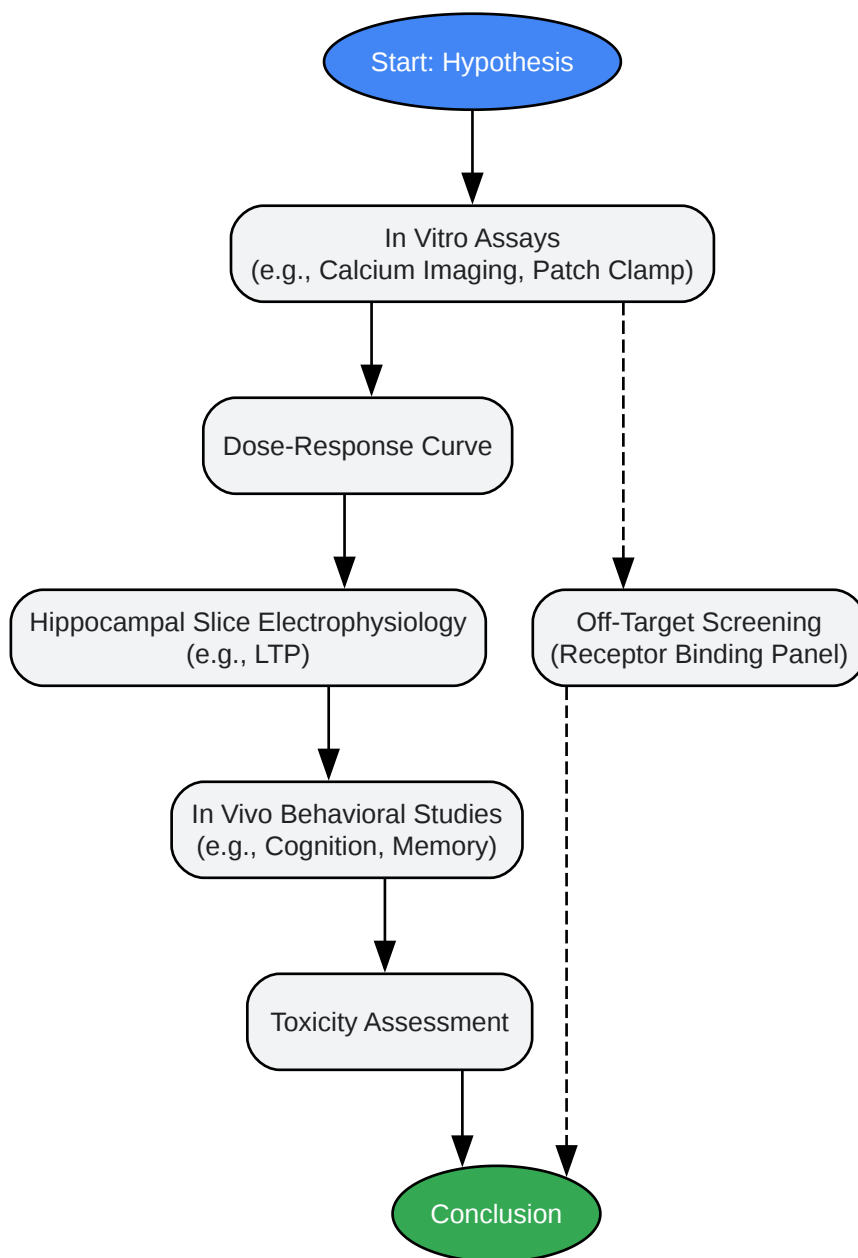 Start: Hypothesis
In Vitro Assays
(e.g., Calcium Imaging, Patch Clamp)
Dose-Response Curve
Hippocampal Slice Electrophysiology
(e.g., LTP)
Off-Target Screening
(Receptor Binding Panel)
In Vivo Behavioral Studies
(e.g., Cognition, Memory)
Toxicity Assessment
Conclusion